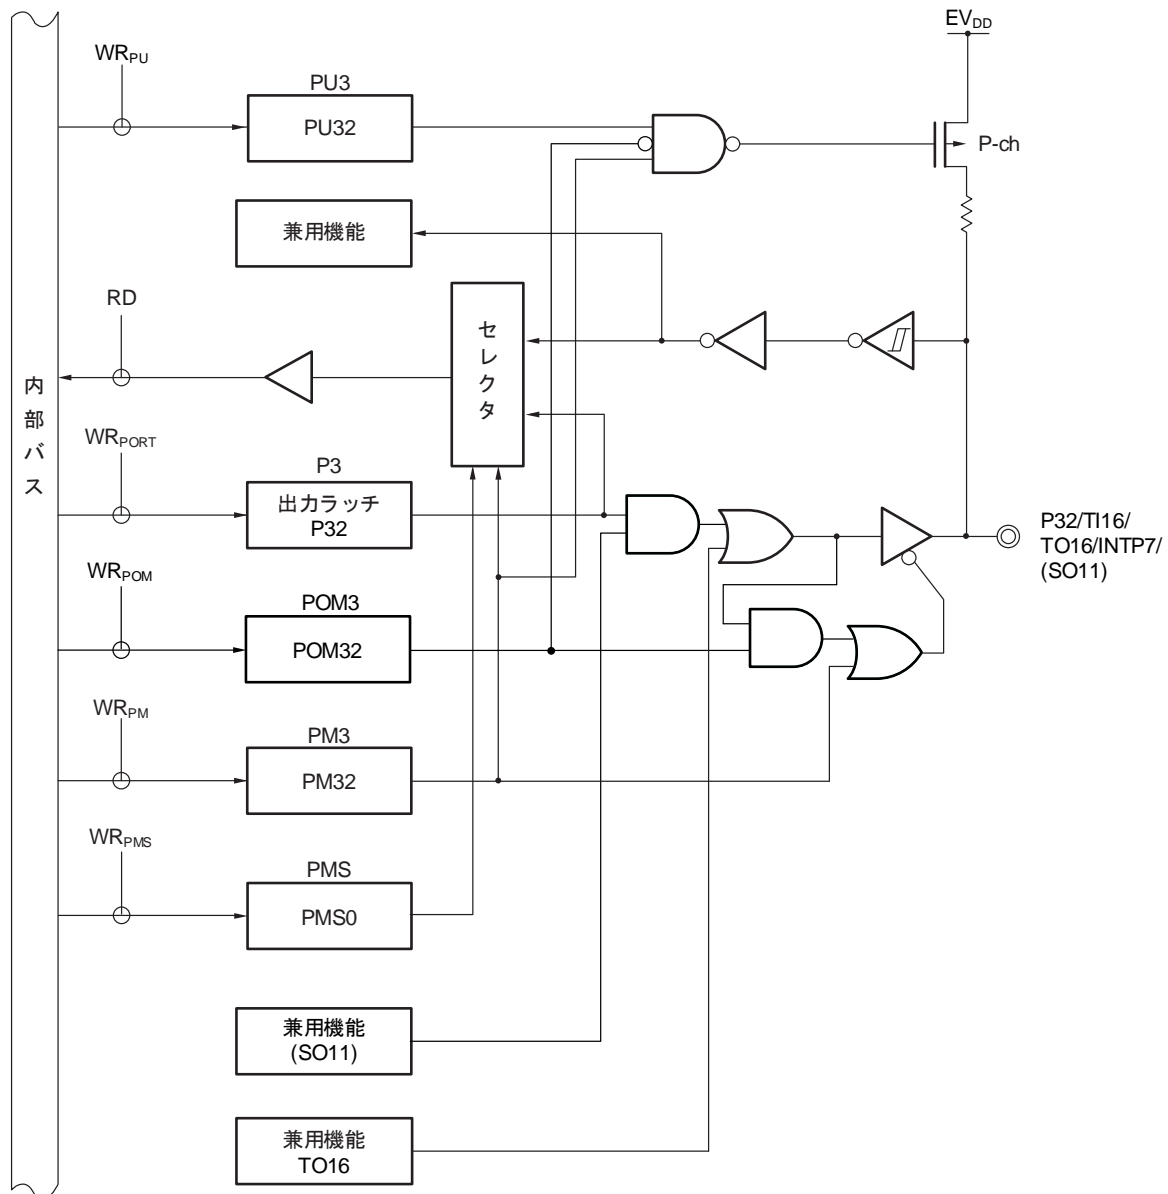 EVDD
WRPU
PU3
PU32
P-ch
兼用機能
RD
セレクタ
内部バス
WRPORT
P3
出力ラッチ
P32
P32/TI16/
TO16/INTP7/
(SO11)
WRPOM
POM3
POM32
WRPM
PM3
PM32
WRPMS
PMS
PMS0
兼用機能
(SO11)
兼用機能
TO16